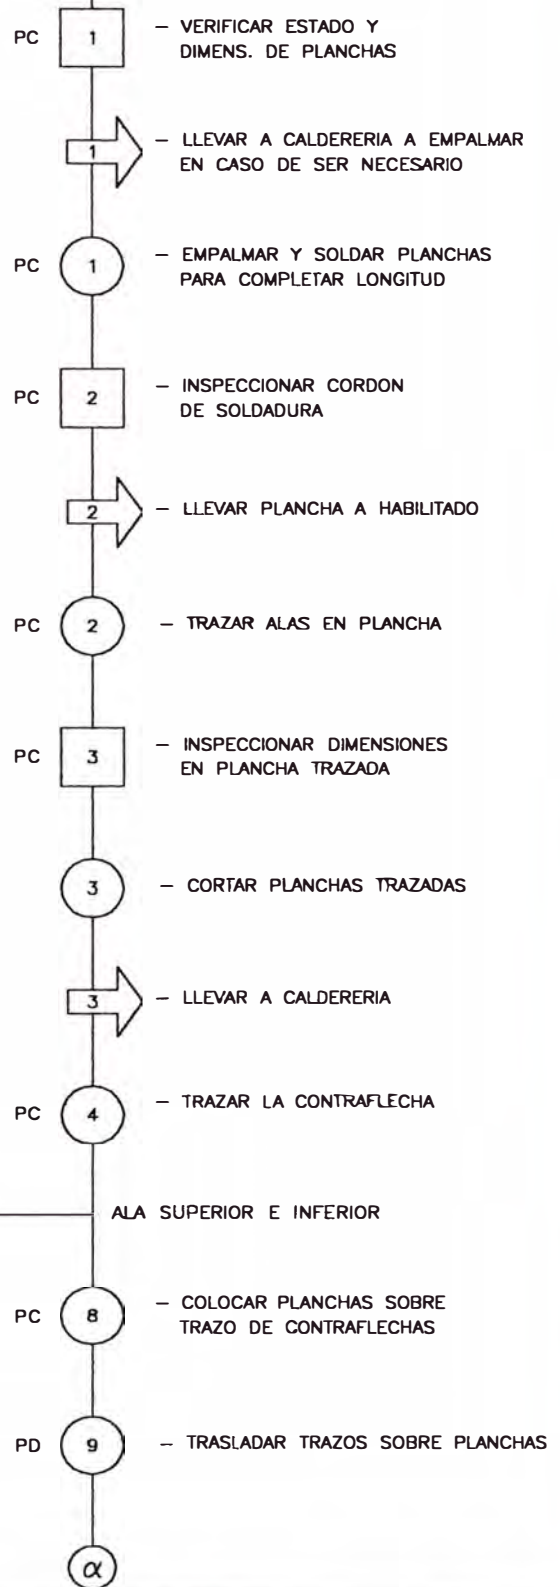 PC 1 – VERIFICAR ESTADO Y
DIMENS. DE PLANCHAS
1 – LLEVAR A CALDERERIA A EMPALMAR
EN CASO DE SER NECESARIO
PC 1 – EMPALMAR Y SOLDAR PLANCHAS
PARA COMPLETAR LONGITUD
PC 2 – INSPECCIONAR CORDON
DE SOLDADURA
2 – LLEVAR PLANCHA A HABILITADO
PC 2 – TRAZAR ALAS EN PLANCHA
PC 3 – INSPECCIONAR DIMENSIONES
EN PLANCHA TRAZADA
3 – CORTAR PLANCHAS TRAZADAS
3 – LLEVAR A CALDERERIA
PC 4 – TRAZAR LA CONTRAFLECHA
ALA SUPERIOR E INFERIOR
PC 8 – COLOCAR PLANCHAS SOBRE
TRAZO DE CONTRAFLECHAS
PD 9 – TRASLADAR TRAZOS SOBRE PLANCHAS
α